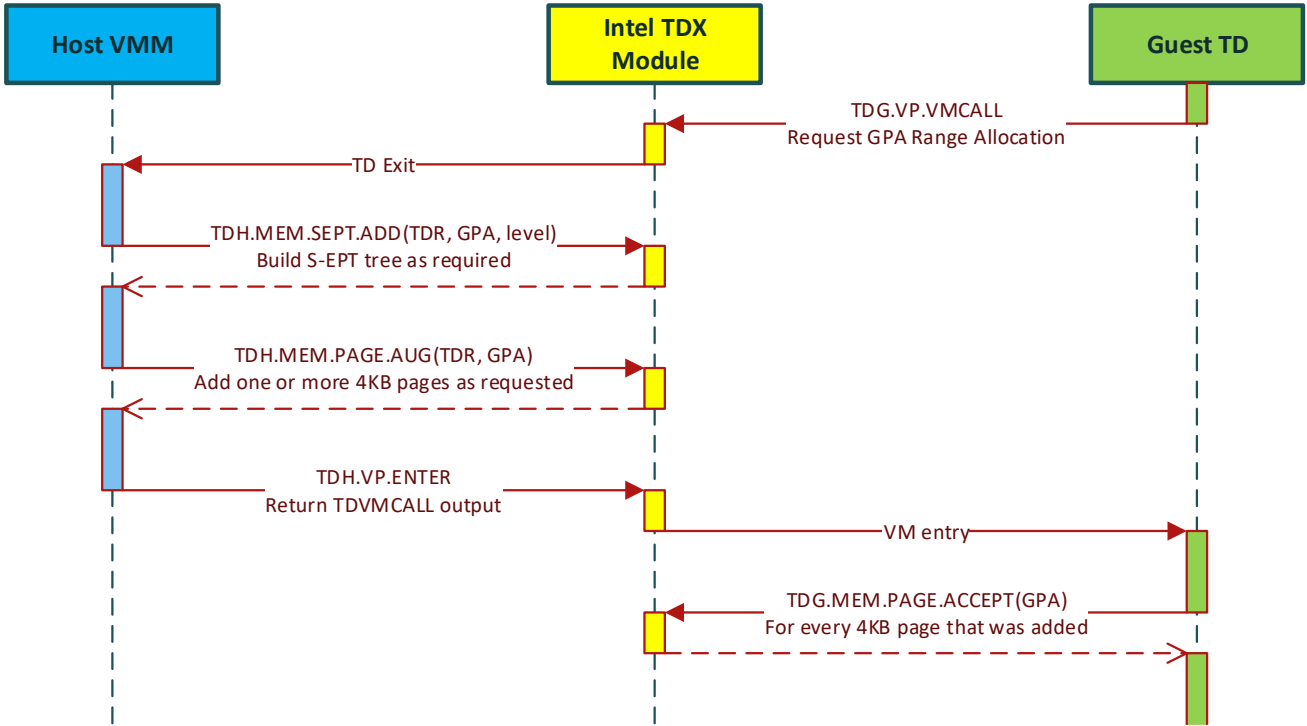 Host VMM
Intel TDX
Module
Guest TD
TDG.VP.VMCALL
Request GPA Range Allocation
TD Exit
TDH.MEM.SEPT.ADD(TDR, GPA, level)
Build S-EPT tree as required
TDH.MEM.PAGE.AUG(TDR, GPA)
Add one or more 4KB pages as requested
TDH.VP.ENTER
Return TDVMCALL output
VM entry
TDG.MEM.PAGE.ACCEPT(GPA)
For every 4KB page that was added